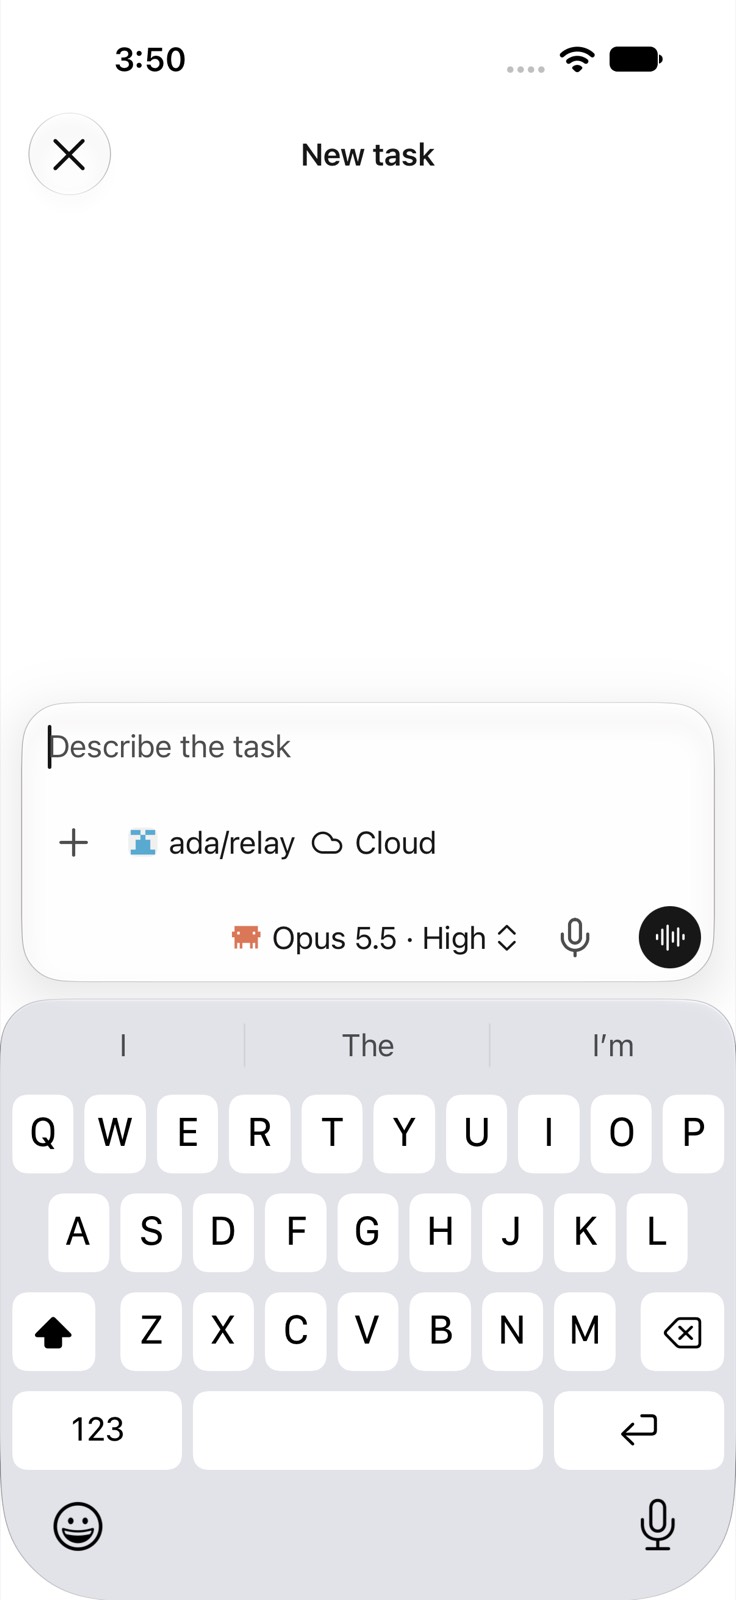 3:50
New task
Describe the task
ada/relay Cloud
Opus 5.5 · High
I The I’m
Q W E R T Y U I O P
A S D F G H J K L
Z X C V B N M
123